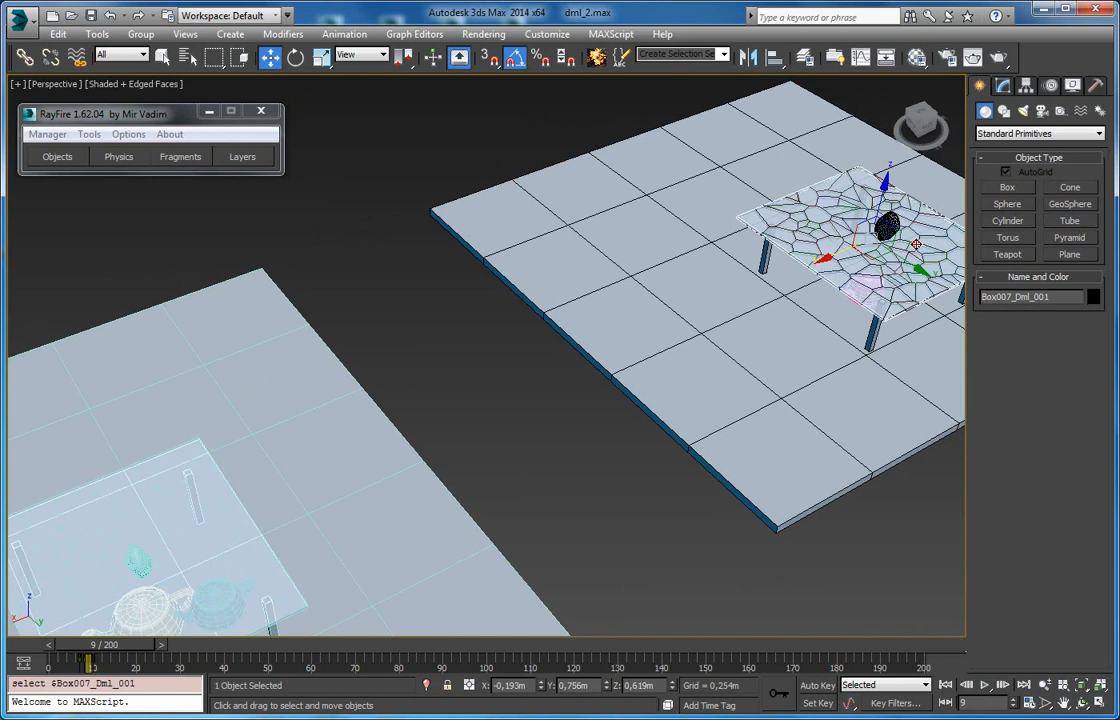 Workspace: Default
Autodesk 3ds Max 2014 x64 dml_2.max
Type a keyword or phrase
Edit Tools Group Views Create Modifiers Animation Graph Editors Rendering Customize MAXScript Help
All
View
Create Selection Se
[+] [Perspective] [Shaded + Edged Faces]
RayFire 1.62.04 by Mir Vadim
Manager Tools Options About
Objects Physics Fragments Layers
Standard Primitives
- Object Type
AutoGrid
Box Cone
Sphere GeoSphere
Cylinder Tube
Torus Pyramid
Teapot Plane
- Name and Color
Box007_Dml_001
z
z
x y
< 9 / 200 >
0 10 20 30 40 50 60 70 80 90 100 110 120 130 140 150 160 170 180 190 200
select $Box007_Dml_001
Welcome to MAXScript.
1 Object Selected
Click and drag to select and move objects
X: -0,193m Y: 0,756m Z: 0,619m Grid = 0,254m
Add Time Tag
Auto Key Selected
Set Key Key Filters...
9